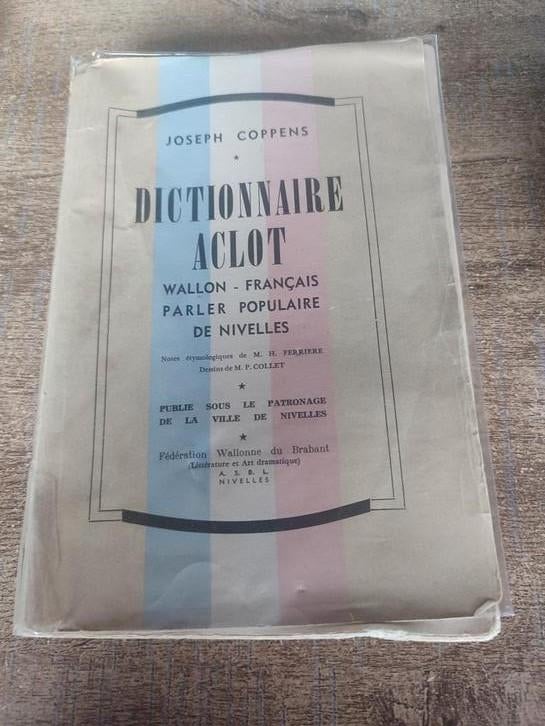 JOSEPH COPPENS
★
DICTIONNAIRE
ACLOT
WALLON - FRANÇAIS
PARLER POPULAIRE
DE NIVELLES
Notes étymologiques de M. H. FERRIERE
Dessins de M. P. COLLET
★
PUBLIE SOUS LE PATRONAGE
DE LA VILLE DE NIVELLES
★
Fédération Wallonne du Brabant
(Littérature et Art dramatique)
A. S. B. L.
NIVELLES